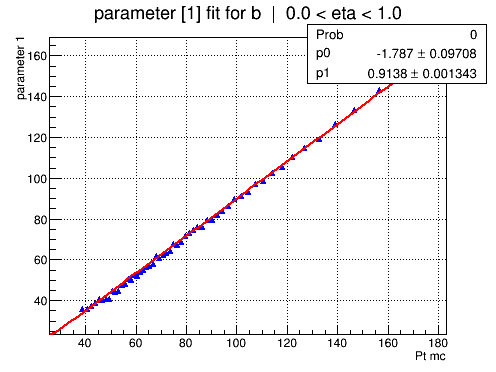 parameter [1] fit for b | 0.0 < eta < 1.0
Prob 0
p0 -1.787 ± 0.09708
p1 0.9138 ± 0.001343
parameter 1
160
140
120
100
80
60
40
40 60 80 100 120 140 160 180
Pt mc